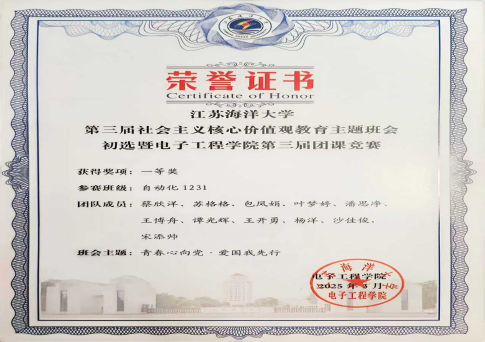 荣誉证书
Certificate of Honor
江苏海洋大学
第三届社会主义核心价值观教育主题班会
初选暨电子工程学院第三届团课竞赛
获得奖项：一等奖
参赛班级：自动化1231
团队成员：蔡欣洋、苏格格、包凤娟、叶梦婷、潘思净、
王博舟、谭光辉、王开勇、杨洋、沙佳俊、
宋添帅
班会主题：青春心向党·爱国我先行
电子工程学院
2025年3月
电子工程学院